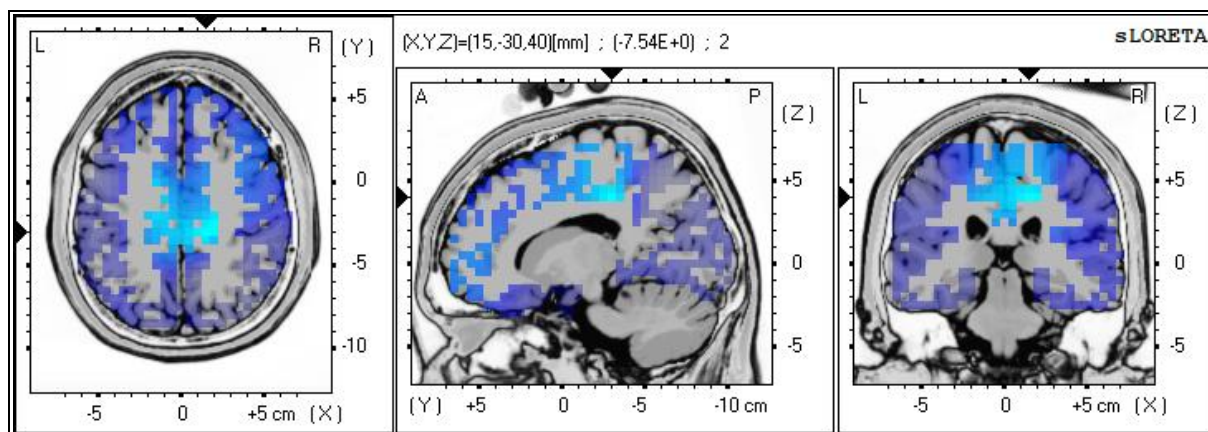 (X,Y,Z)=(15,-30,40)[mm] ; (-7.54E+0) ; 2
sLORETA
L R (Y)
+5
0
-5
-10
-5 0 +5 cm (X)
A P (Z)
+5
0
-5
(Y) +5 0 -5 -10 cm
L R (Z)
+5
0
-5
-5 0 +5 cm (X)